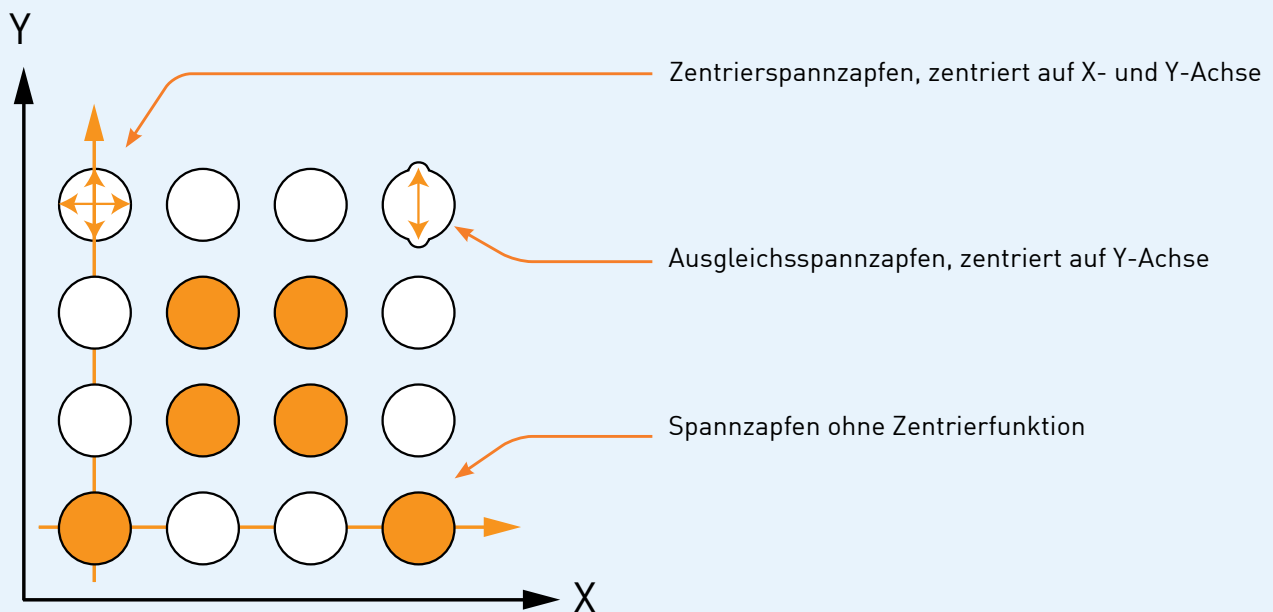 Y
Zentrierspannzapfen, zentriert auf X- und Y-Achse
Ausgleichsspannzapfen, zentriert auf Y-Achse
Spannzapfen ohne Zentrierfunktion
X